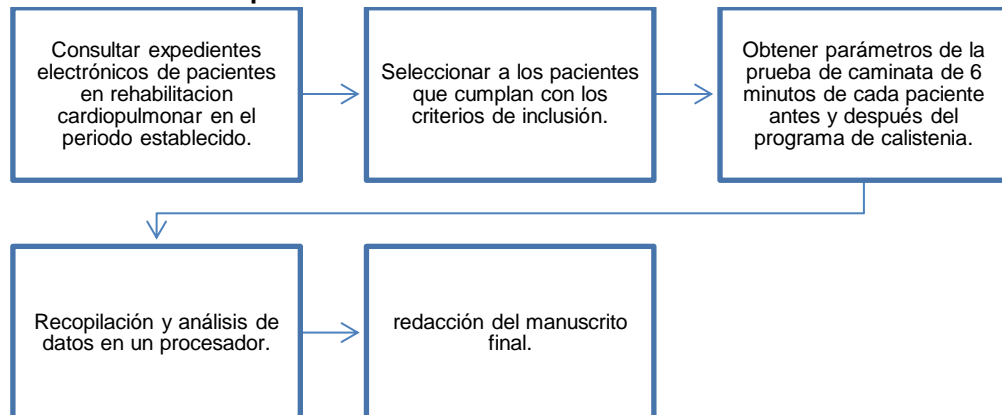 Consultar expedientes
electrónicos de pacientes
en rehabilitacion
cardiopulmonar en el
periodo establecido.
Seleccionar a los pacientes
que cumplan con los
criterios de inclusión.
Obtener parámetros de la
prueba de caminata de 6
minutos de cada paciente
antes y después del
programa de calistenia.
Recopilación y análisis de
datos en un procesador.
redacción del manuscrito
final.